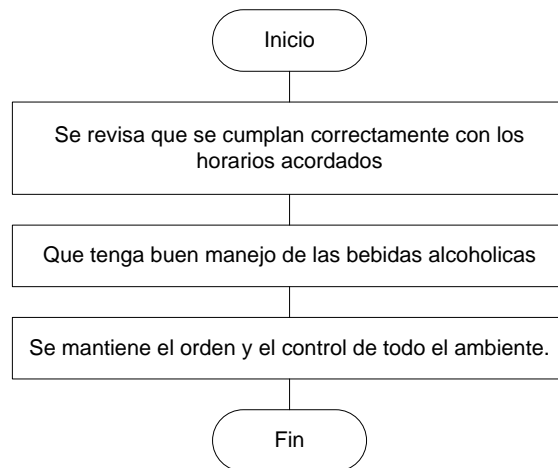 Inicio
Se revisa que se cumplan correctamente con los
horarios acordados
Que tenga buen manejo de las bebidas alcoholicas
Se mantiene el orden y el control de todo el ambiente.
Fin